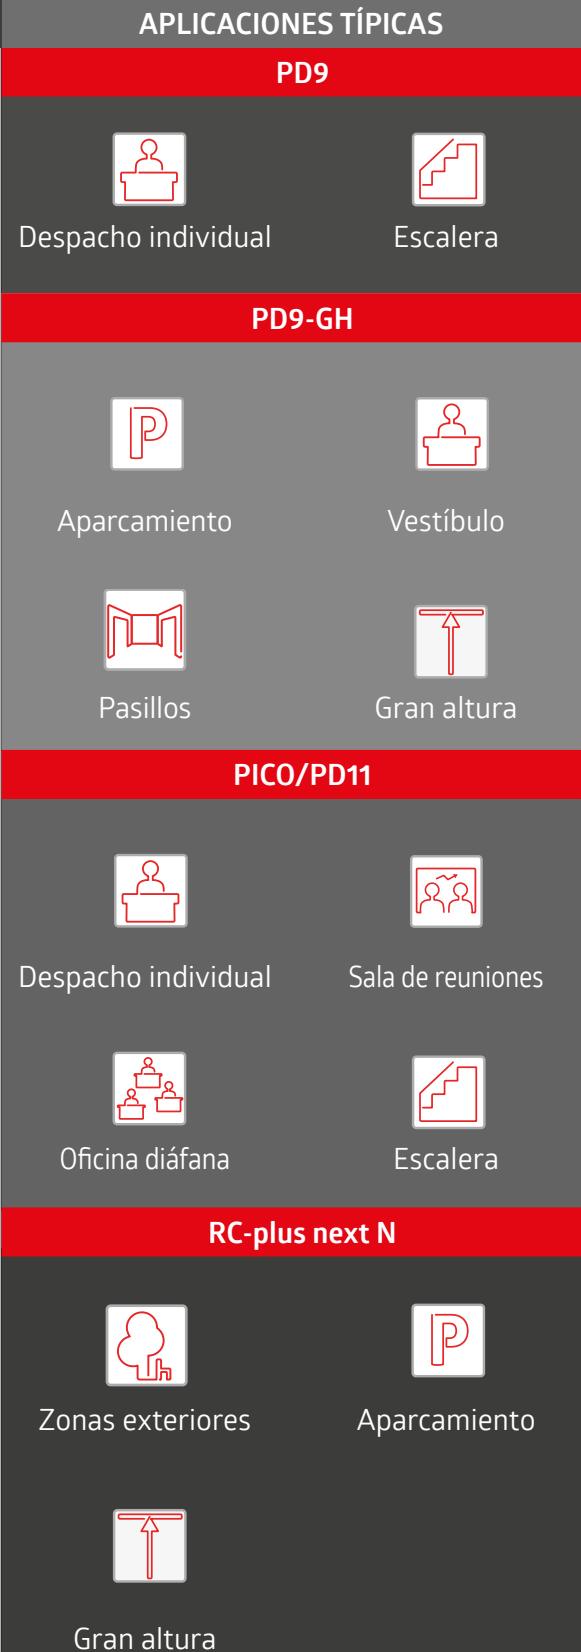 APLICACIONES TÍPICAS
PD9
Despacho individual
Escalera
PD9-GH
P
Aparcamiento
Vestíbulo
Pasillos
Gran altura
PICO/PD11
Despacho individual
Sala de reuniones
Oficina diáfana
Escalera
RC-plus next N
P
Zonas exteriores
Aparcamiento
Gran altura